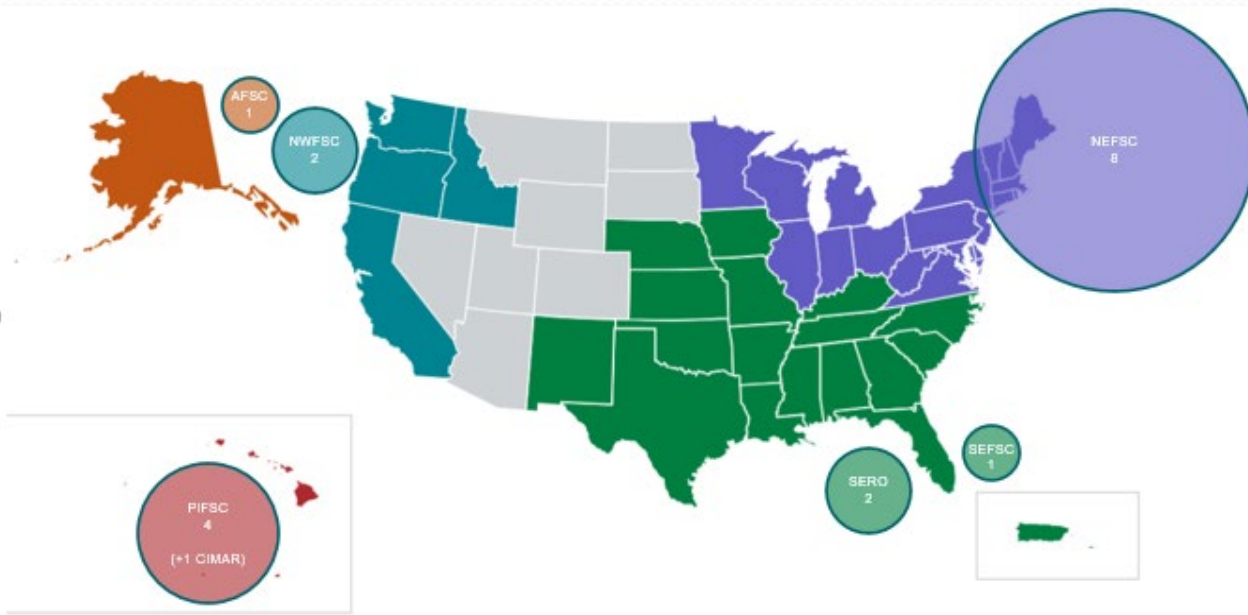 AFSC
1
NWFSC
2
NEFSC
8
SEFSC
1
SERO
2
PIFSC
4
(+1 CIMAR)